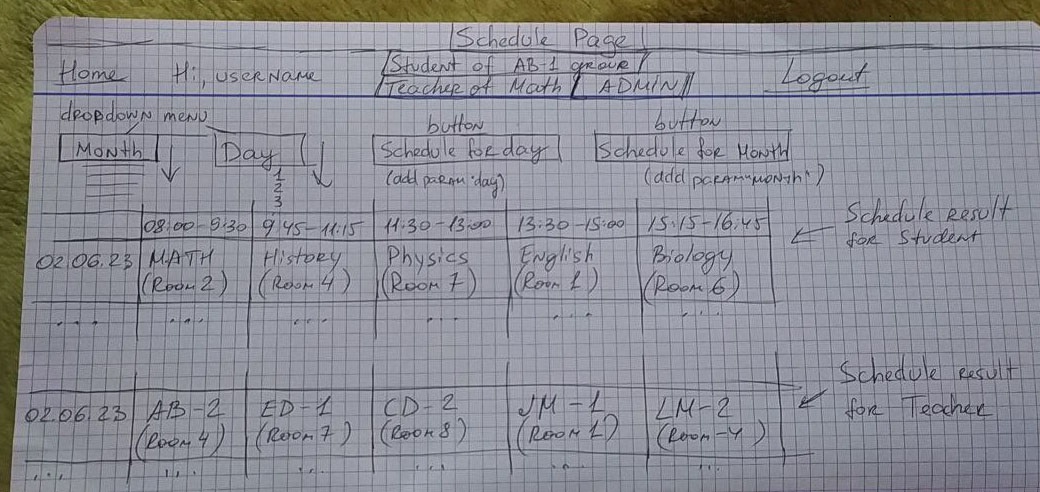 Schedule Page
Home Hi, username Student of AB-1 group Logout
Teacher of Math / ADMIN
dropdown menu button button
Month Day Schedule for day Schedule for Month
(add param "day") (add param "month")
1
2
3
08:00-9:30 9:45-11:15 11:30-13:00 13:30-15:00 15:15-16:45 Schedule Result
for Student
02.06.23 MATH History Physics English Biology
(Room 2) (Room 4) (Room 7) (Room 1) (Room 6)
... ... ... ... ... ...
Schedule result
for Teacher
02.06.23 AB-2 ED-1 CD-2 JM-1 LM-2
(Room 4) (Room 7) (Room 8) (Room 1) (Room-4)
... ... ... ... ... ...